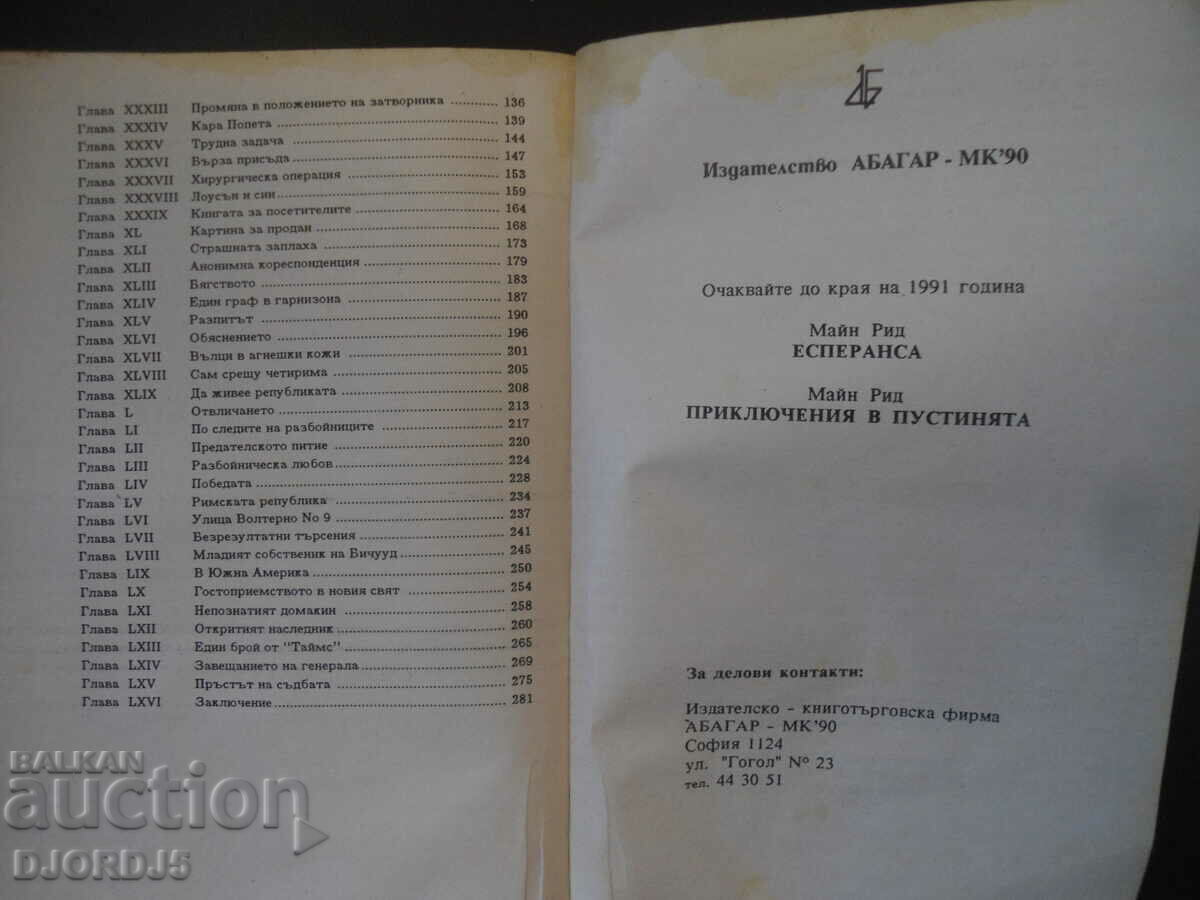 Глава XXXIII Промяна в положението на затворника 136
Глава XXXIV Кара Попета 139
Глава XXXV Трудна задача 144
Глава XXXVI Бърза присъда 147
Глава XXXVII Хирургическа операция 153
Глава XXXVIII Лоусън и син 159
Глава XXXIX Книгата за посетителите 164
Глава XL Картина за продан 168
Глава XLI Страшната заплаха 173
Глава XLII Анонимна кореспонденция 179
Глава XLIII Бягството 183
Глава XLIV Един граф в гарнизона 187
Глава XLV Разпитът 190
Глава XLVI Обяснението 196
Глава XLVII Вълци в агнешки кожи 201
Глава XLVIII Сам срещу четирима 205
Глава XLIX Да живее републиката 208
Глава L Отвличането 213
Глава LI По следите на разбойниците 217
Глава LII Предателското питие 220
Глава LIII Разбойническа любов 224
Глава LIV Победата 228
Глава LV Римската република 234
Глава LVI Улица Волтерно No 9 237
Глава LVII Безрезултатни търсения 241
Глава LVIII Младият собственик на Бичууд 245
Глава LIX В Южна Америка 250
Глава LX Гостоприемството в новия свят 254
Глава LXI Непознатият домакин 258
Глава LXII Откритият наследник 260
Глава LXIII Един брой от "Таймс" 265
Глава LXIV Завещанието на генерала 269
Глава LXV Пръстът на съдбата 275
Глава LXVI Заключение 281
Издателство АБАГАР - МК'90
Очаквайте до края на 1991 година
Майн Рид
ЕСПЕРАНСА
Майн Рид
ПРИКЛЮЧЕНИЯ В ПУСТИНЯТА
За делови контакти:
Издателско - книготърговска фирма
АБАГАР - МК'90
София 1124
ул. "Гогол" № 23
тел. 44 30 51
BALKAN
auction
DJORDJ5